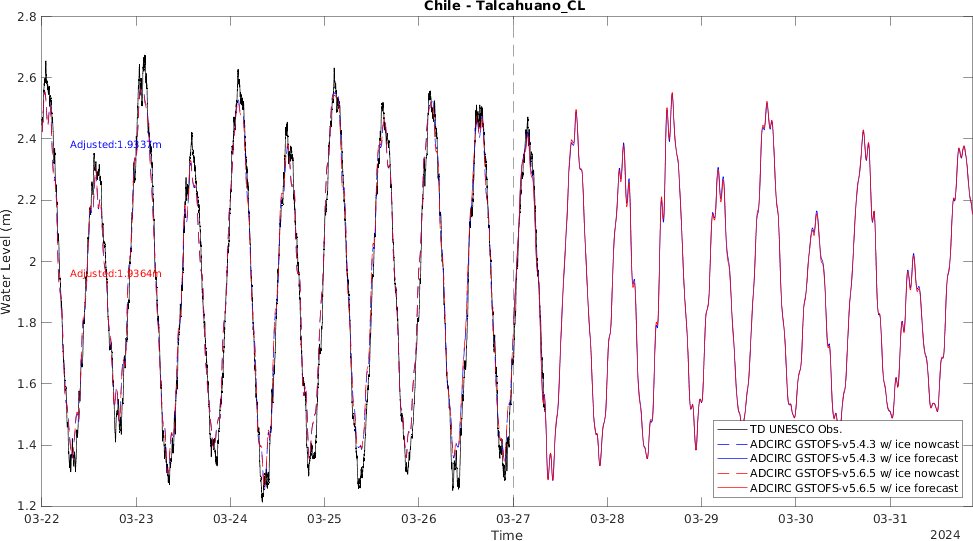 Chile - Talcahuano_CL
2.8
2.6
2.4
2.2
2
1.8
1.6
1.4
1.2
Water Level (m)
Adjusted:1.9337m
Adjusted:1.9364m
TD UNESCO Obs.
ADCIRC GSTOFS-v5.4.3 w/ ice nowcast
ADCIRC GSTOFS-v5.4.3 w/ ice forecast
ADCIRC GSTOFS-v5.6.5 w/ ice nowcast
ADCIRC GSTOFS-v5.6.5 w/ ice forecast
03-22 03-23 03-24 03-25 03-26 03-27 03-28 03-29 03-30 03-31
Time
2024